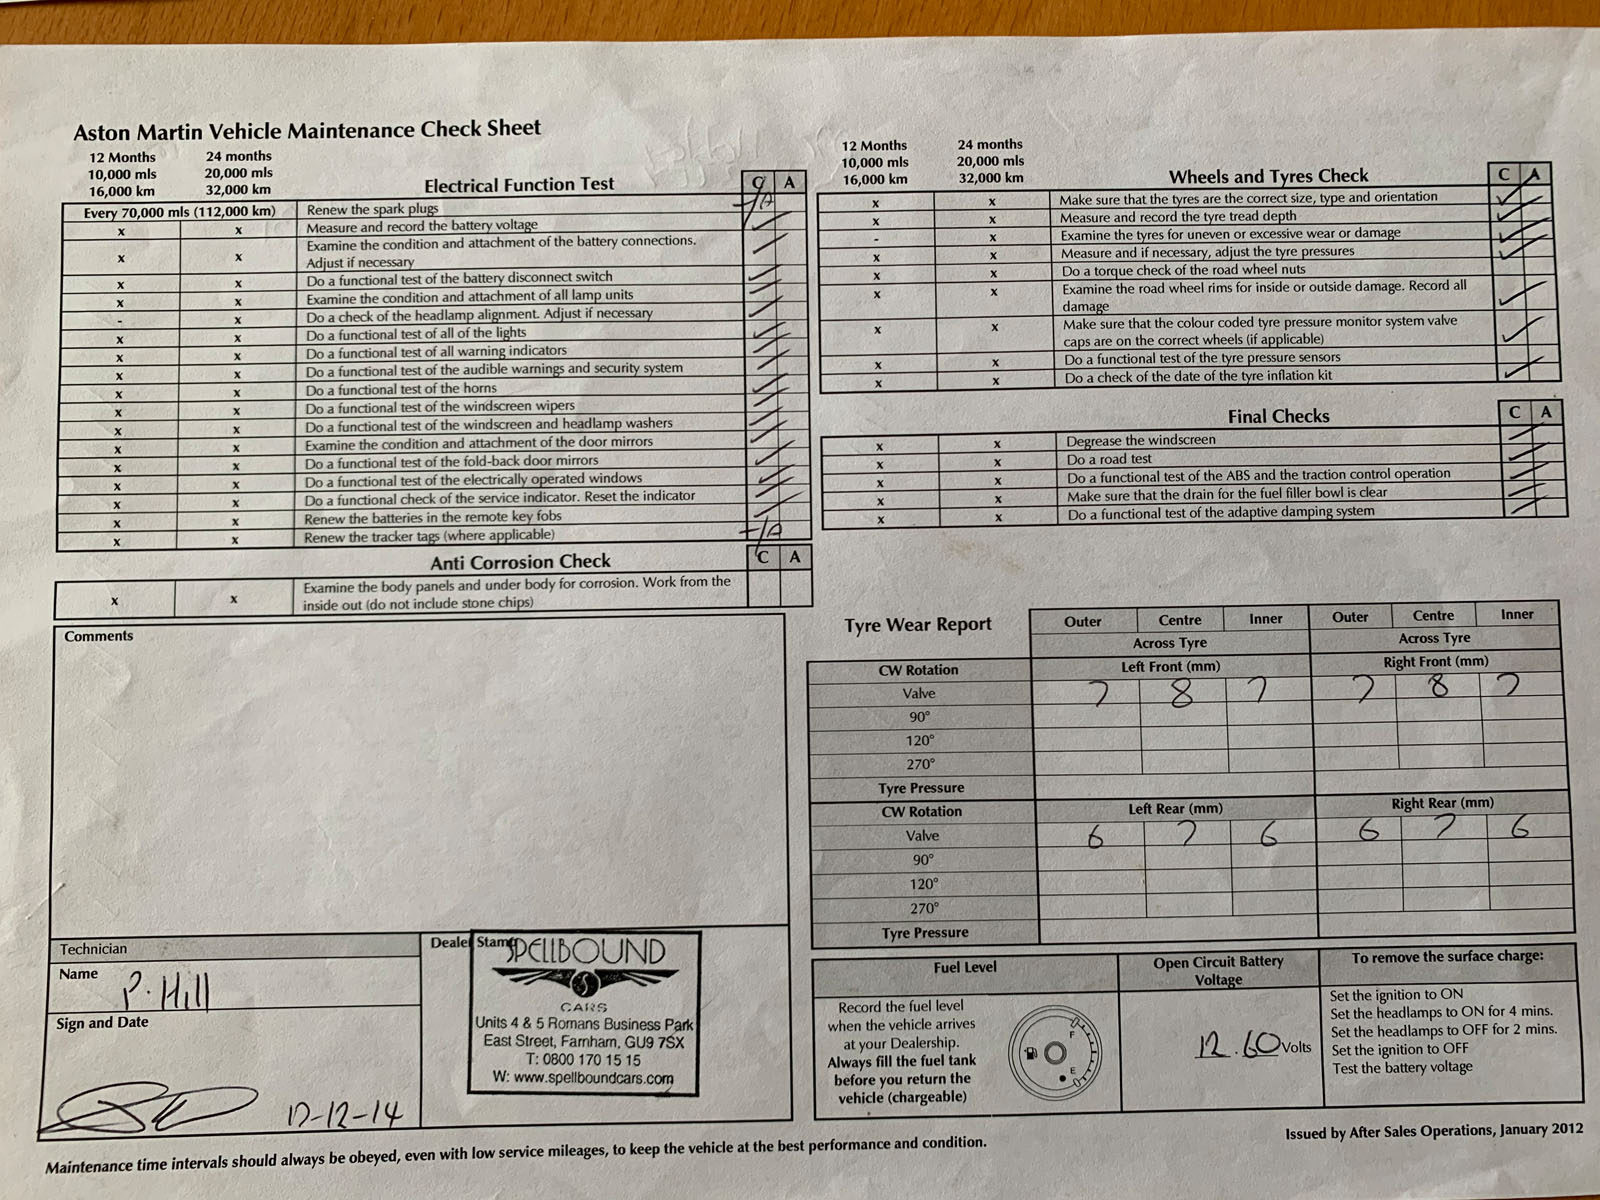 Aston Martin Vehicle Maintenance Check Sheet
12 Months 24 months
10,000 mls 20,000 mls
16,000 km 32,000 km Electrical Function Test C A
Every 70,000 mls (112,000 km) Renew the spark plugs
x x Measure and record the battery voltage
x x Examine the condition and attachment of the battery connections.
Adjust if necessary
x x Do a functional test of the battery disconnect switch
x x Examine the condition and attachment of all lamp units
- x Do a check of the headlamp alignment. Adjust if necessary
x x Do a functional test of all of the lights
x x Do a functional test of all warning indicators
x x Do a functional test of the audible warnings and security system
x x Do a functional test of the horns
x x Do a functional test of the windscreen wipers
x x Do a functional test of the windscreen and headlamp washers
x x Examine the condition and attachment of the door mirrors
x x Do a functional test of the fold-back door mirrors
x x Do a functional test of the electrically operated windows
x x Do a functional check of the service indicator. Reset the indicator
x x Renew the batteries in the remote key fobs
x x Renew the tracker tags (where applicable)
Anti Corrosion Check C A
x x Examine the body panels and under body for corrosion. Work from the
inside out (do not include stone chips)
Comments
Technician
Name P. Hill
Sign and Date
Dealer Stamp
SPELLBOUND
CARS
Units 4 & 5 Romans Business Park
East Street, Farnham, GU9 7SX
T: 0800 170 15 15
W: www.spellboundcars.com
12 Months 24 months
10,000 mls 20,000 mls
16,000 km 32,000 km Wheels and Tyres Check C A
x x Make sure that the tyres are the correct size, type and orientation
x x Measure and record the tyre tread depth
- x Examine the tyres for uneven or excessive wear or damage
x x Measure and if necessary, adjust the tyre pressures
x x Do a torque check of the road wheel nuts
x x Examine the road wheel rims for inside or outside damage. Record all
damage
x x Make sure that the colour coded tyre pressure monitor system valve
caps are on the correct wheels (if applicable)
x x Do a functional test of the tyre pressure sensors
x x Do a check of the date of the tyre inflation kit
Final Checks C A
x x Degrease the windscreen
x x Do a road test
x x Do a functional test of the ABS and the traction control operation
x x Make sure that the drain for the fuel filler bowl is clear
x x Do a functional test of the adaptive damping system
Tyre Wear Report Outer Centre Inner Outer Centre Inner
Across Tyre Across Tyre
CW Rotation Left Front (mm) Right Front (mm)
Valve 7 8 7 7 8 7
90°
120°
270°
Tyre Pressure
CW Rotation Left Rear (mm) Right Rear (mm)
Valve 6 7 6 6 7 6
90°
120°
270°
Tyre Pressure
Fuel Level
Record the fuel level
when the vehicle arrives
at your Dealership.
Always fill the fuel tank
before you return the
vehicle (chargeable)
F
E
Open Circuit Battery
Voltage
12.60 Volts
To remove the surface charge:
Set the ignition to ON
Set the headlamps to ON for 4 mins.
Set the headlamps to OFF for 2 mins.
Set the ignition to OFF
Test the battery voltage
Maintenance time intervals should always be obeyed, even with low service mileages, to keep the vehicle at the best performance and condition.
Issued by After Sales Operations, January 2012